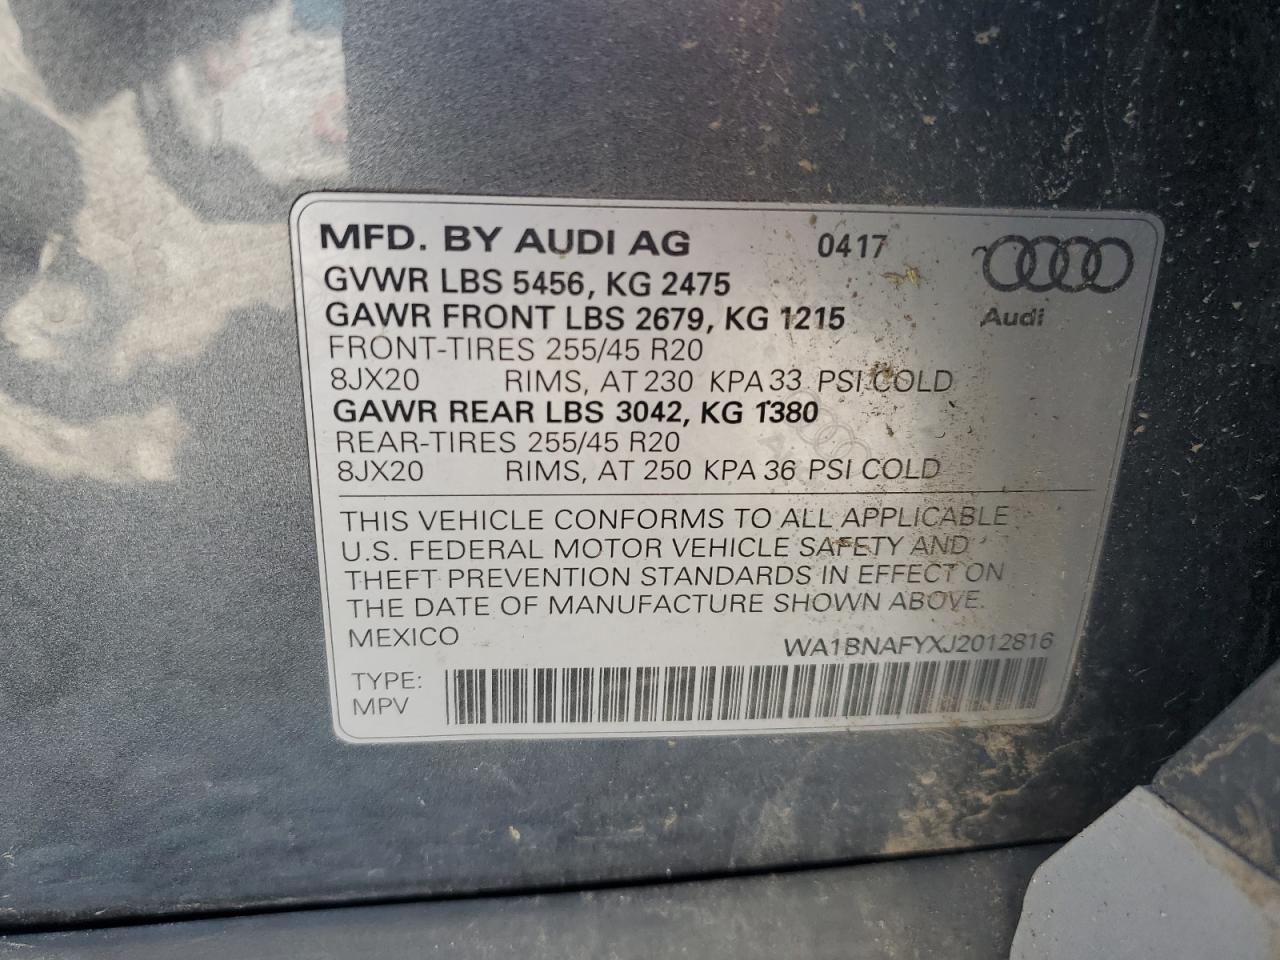 MFD. BY AUDI AG 0417
GVWR LBS 5456, KG 2475
GAWR FRONT LBS 2679, KG 1215 Audi
FRONT-TIRES 255/45 R20
8JX20 RIMS, AT 230 KPA 33 PSI COLD
GAWR REAR LBS 3042, KG 1380
REAR-TIRES 255/45 R20
8JX20 RIMS, AT 250 KPA 36 PSI COLD
THIS VEHICLE CONFORMS TO ALL APPLICABLE
U.S. FEDERAL MOTOR VEHICLE SAFETY AND
THEFT PREVENTION STANDARDS IN EFFECT ON
THE DATE OF MANUFACTURE SHOWN ABOVE.
MEXICO WA1BNAFYXJ2012816
TYPE:
MPV